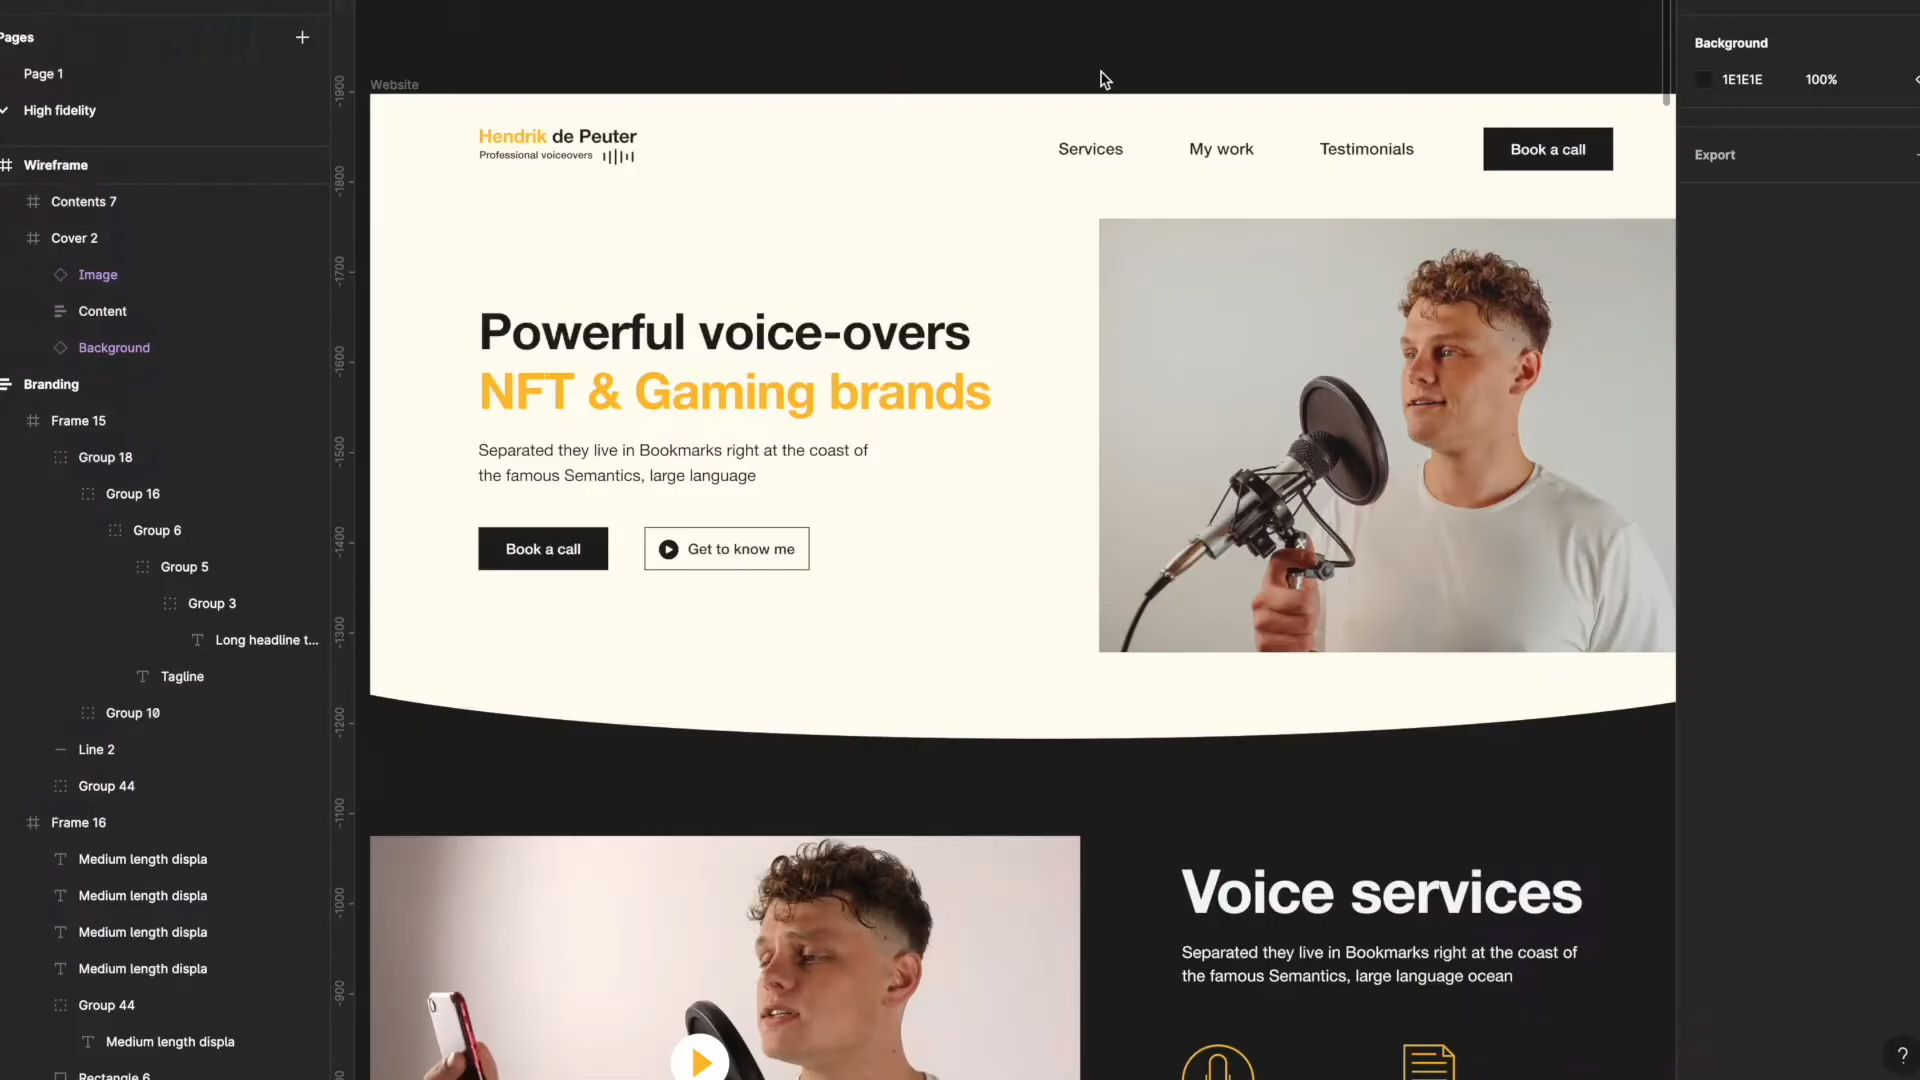 Pages
Page 1
High fidelity
Wireframe
Contents 7
Cover 2
Image
Content
Background
Branding
Frame 15
Group 18
Group 16
Group 6
Group 5
Group 3
Long headline t...
Tagline
Group 10
Line 2
Group 44
Frame 16
Medium length displa
Medium length displa
Medium length displa
Medium length displa
Group 44
Medium length displa
Rectangle 6
-1900
-1800
-1700
-1600
-1500
-1400
-1300
-1200
-1100
-1000
-900
Website
Hendrik de Peuter
Professional voiceovers
Services
My work
Testimonials
Book a call
Powerful voice-overs
NFT & Gaming brands
Separated they live in Bookmarks right at the coast of
the famous Semantics, large language
Book a call
Get to know me
Voice services
Separated they live in Bookmarks right at the coast of
the famous Semantics, large language ocean
Background
1E1E1E 100%
Export
?